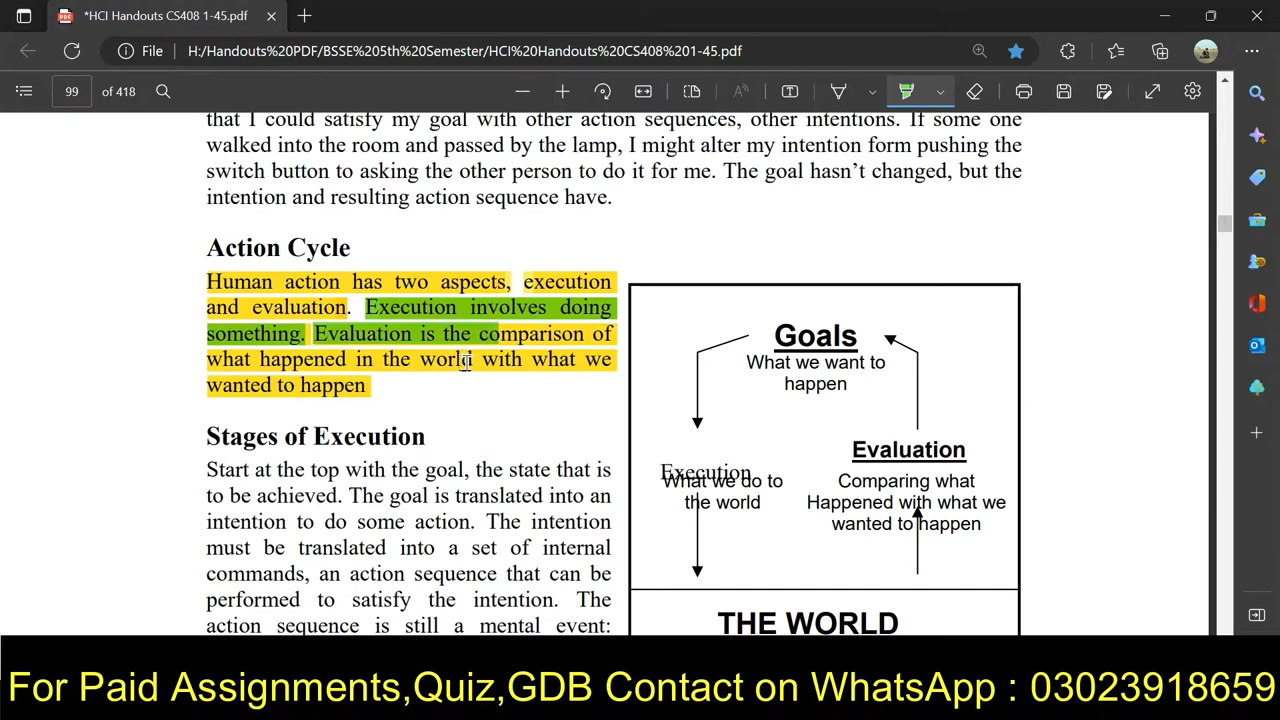 *HCI Handouts CS408 1-45.pdf
File
H:/Handouts%20PDF/BSSE%205th%20Semester/HCI%20Handouts%20CS408%201-45.pdf
99 of 418
that I could satisfy my goal with other action sequences, other intentions. If some one
walked into the room and passed by the lamp, I might alter my intention form pushing the
switch button to asking the other person to do it for me. The goal hasn't changed, but the
intention and resulting action sequence have.
Action Cycle
Human action has two aspects, execution
and evaluation. Execution involves doing
something. Evaluation is the comparison of
what happened in the world with what we
wanted to happen
Stages of Execution
Start at the top with the goal, the state that is
to be achieved. The goal is translated into an
intention to do some action. The intention
must be translated into a set of internal
commands, an action sequence that can be
performed to satisfy the intention. The
action sequence is still a mental event:
Goals
What we want to
happen
Execution
What we do to
the world
Evaluation
Comparing what
Happened with what we
wanted to happen
THE WORLD
For Paid Assignments,Quiz,GDB Contact on WhatsApp : 03023918659